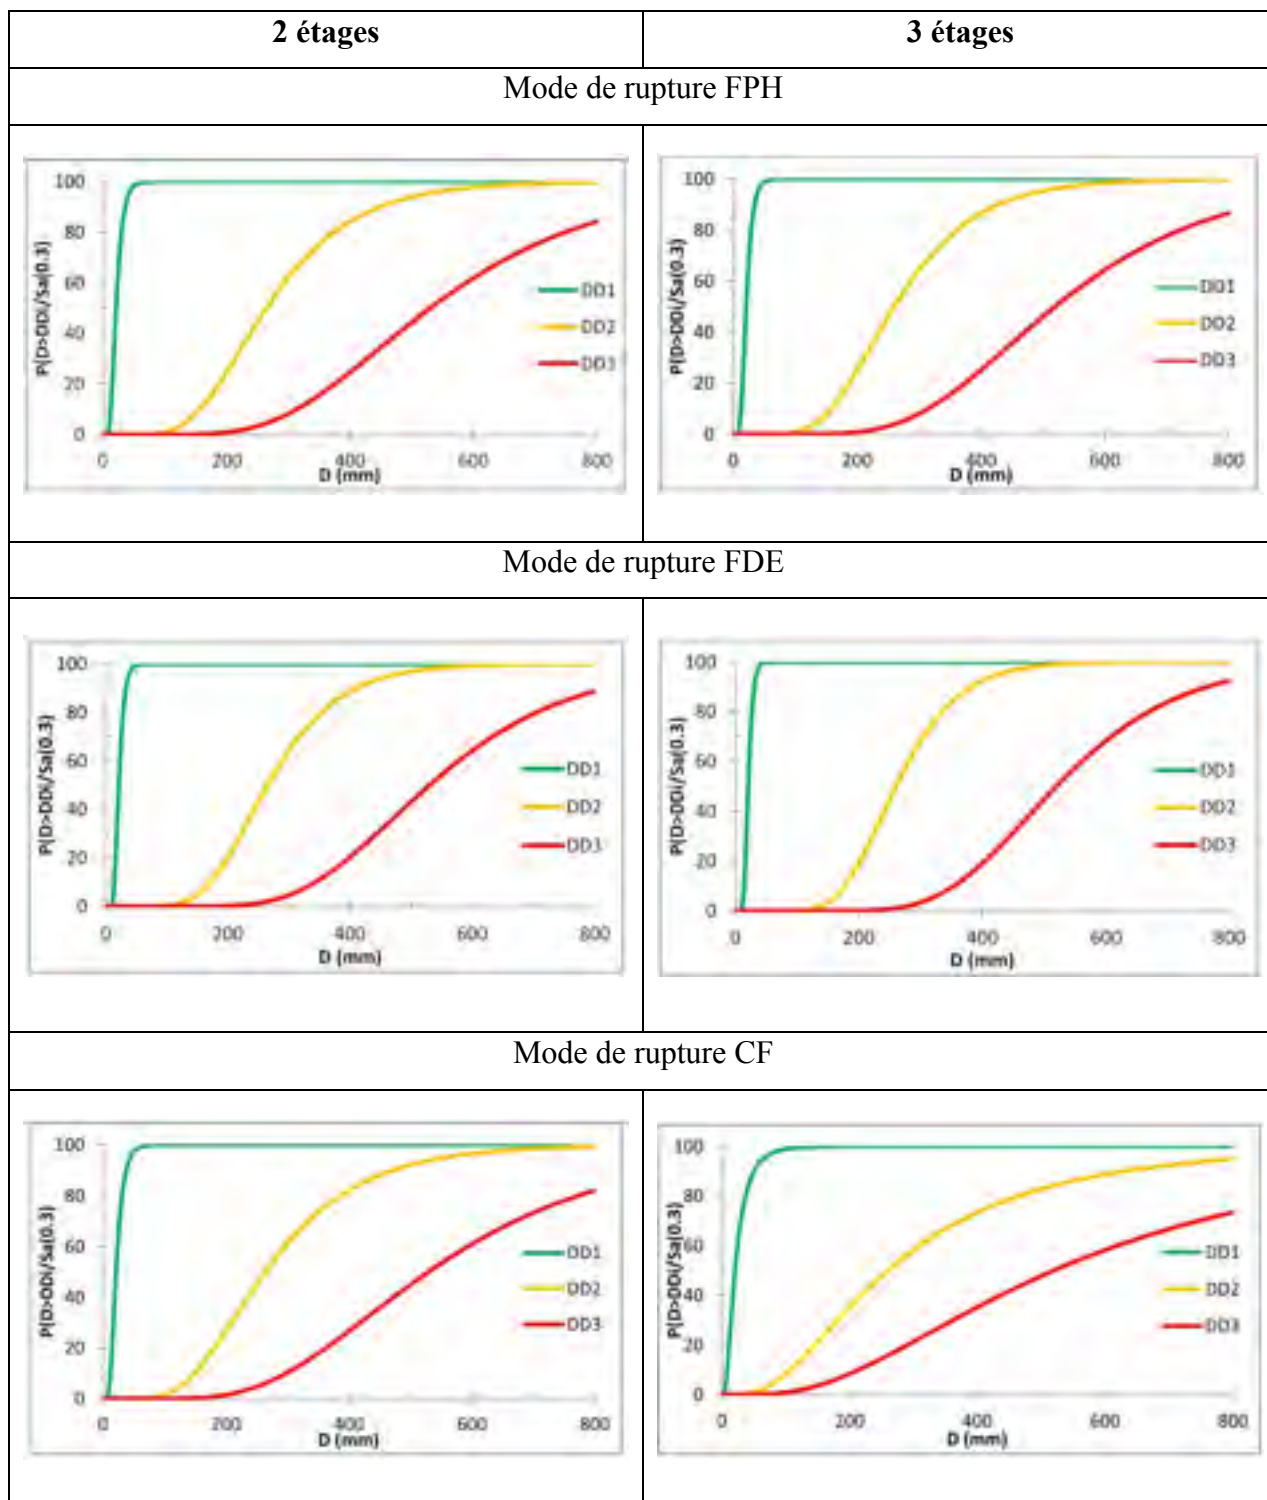 2 étages
3 étages
Mode de rupture FPH
P(D>DDi/Sa(0.3)
100
80
60
40
20
0
0 200 400 600 800
D (mm)
DD1
DD2
DD3
P(D>DDi/Sa(0.3)
100
80
60
40
20
0
0 200 400 600 800
D (mm)
DD1
DD2
DD3
Mode de rupture FDE
P(D>DDi/Sa(0.3)
100
80
60
40
20
0
0 200 400 600 800
D (mm)
DD1
DD2
DD3
P(D>DDi/Sa(0.3)
100
80
60
40
20
0
0 200 400 600 800
D (mm)
DD1
DD2
DD3
Mode de rupture CF
P(D>DDi/Sa(0.3)
100
80
60
40
20
0
0 200 400 600 800
D (mm)
DD1
DD2
DD3
P(D>DDi/Sa(0.3)
100
80
60
40
20
0
0 200 400 600 800
D (mm)
DD1
DD2
DD3